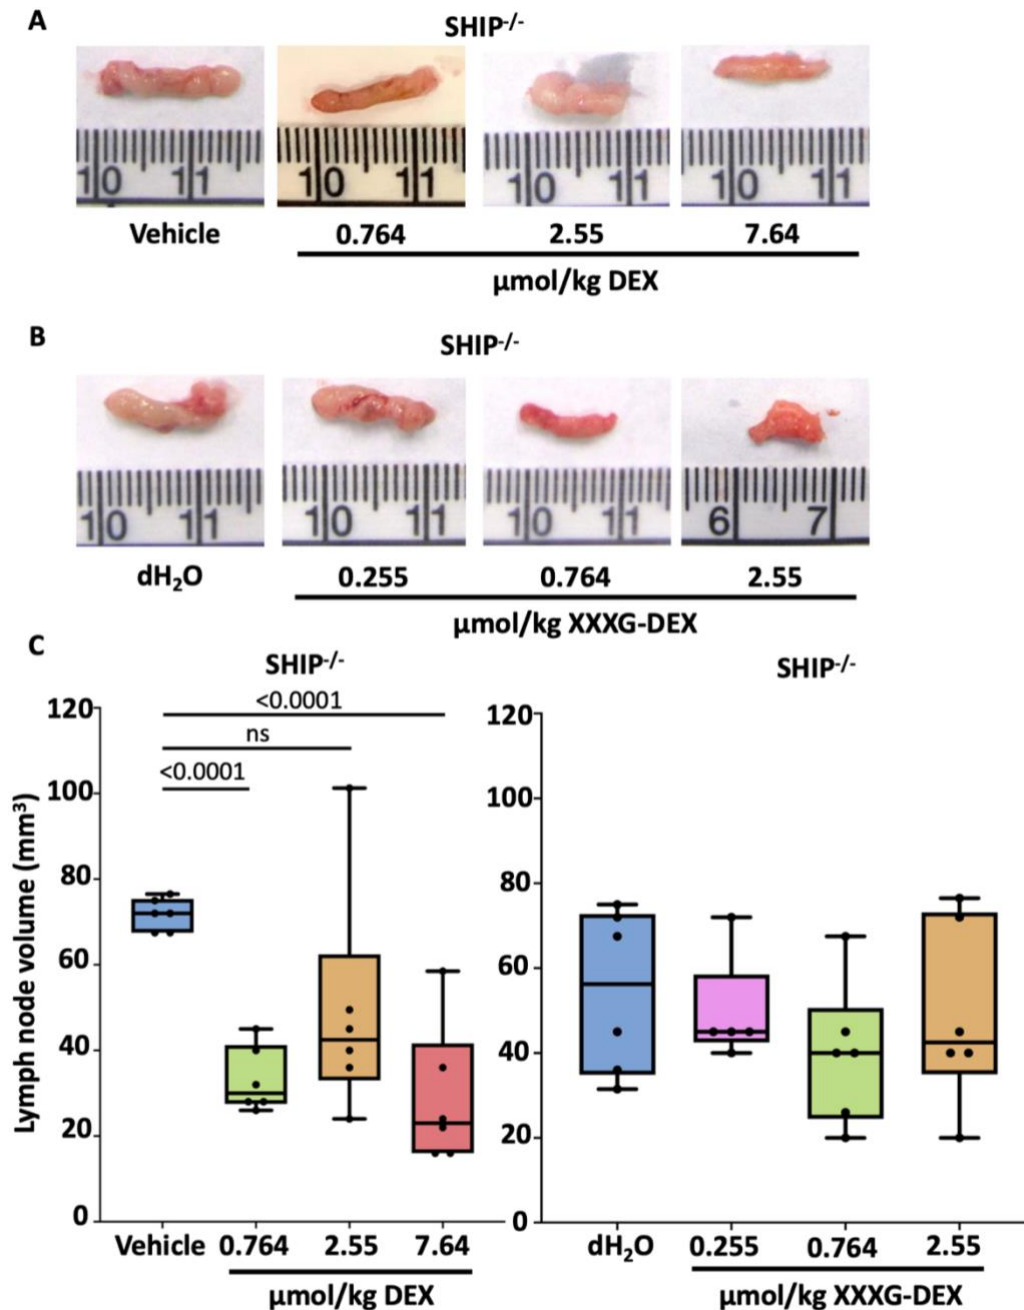 A
SHIP-/-
10 11
10 11
10 11
10 11
Vehicle
0.764
2.55
7.64
µmol/kg DEX
B
SHIP-/-
10 11
10 11
10 11
6 7
dH₂O
0.255
0.764
2.55
µmol/kg XXXG-DEX
C
SHIP-/-
<0.0001
ns
<0.0001
Lymph node volume (mm³)
120
100
80
60
40
20
0
Vehicle
0.764
2.55
7.64
µmol/kg DEX
SHIP-/-
120
100
80
60
40
20
0
dH₂O
0.255
0.764
2.55
µmol/kg XXXG-DEX